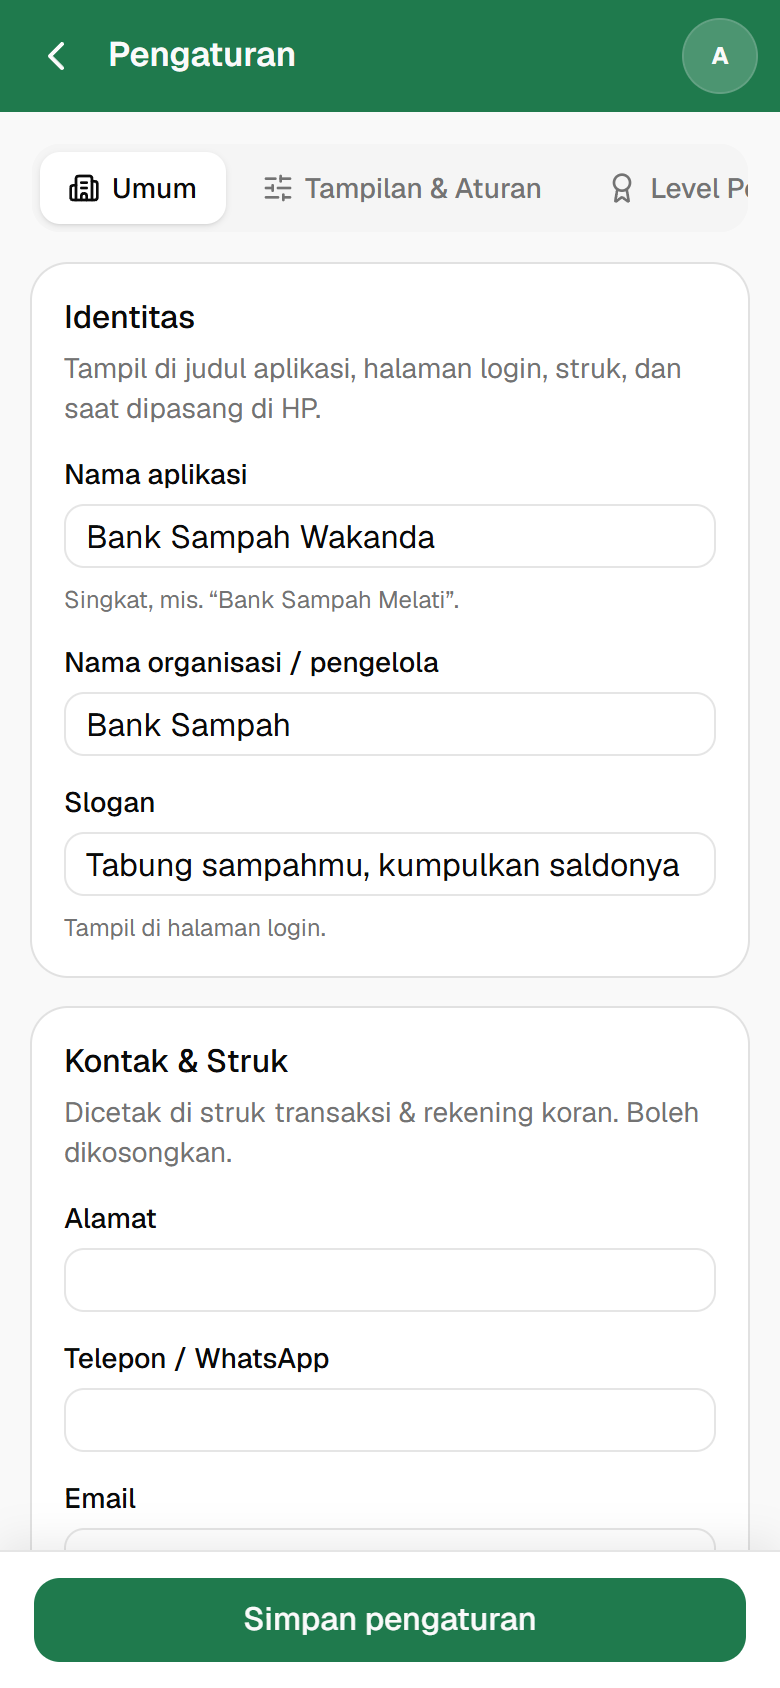 Pengaturan
A
Umum
Tampilan & Aturan
Level
Identitas
Tampil di judul aplikasi, halaman login, struk, dan
saat dipasang di HP.
Nama aplikasi
Bank Sampah Wakanda
Singkat, mis. “Bank Sampah Melati”.
Nama organisasi / pengelola
Bank Sampah
Slogan
Tabung sampahmu, kumpulkan saldonya
Tampil di halaman login.
Kontak & Struk
Dicetak di struk transaksi & rekening koran. Boleh
dikosongkan.
Alamat
Telepon / WhatsApp
Email
Simpan pengaturan